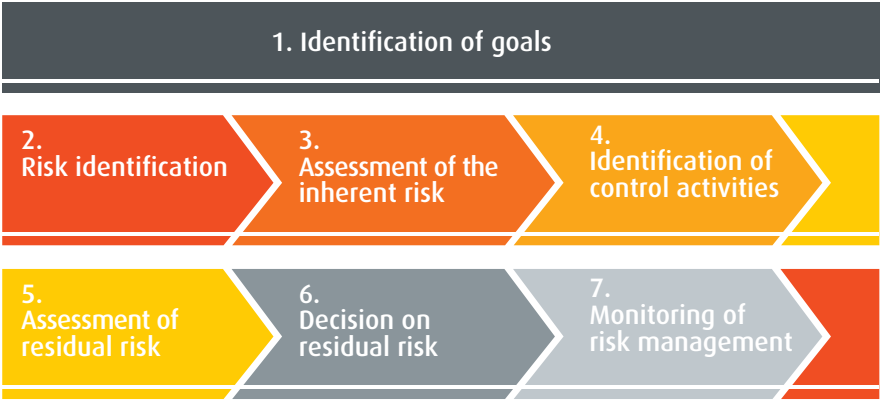 1. Identification of goals
2.
Risk identification
3.
Assessment of the
inherent risk
4.
Identification of
control activities
5.
Assessment of
residual risk
6.
Decision on
residual risk
7.
Monitoring of
risk management